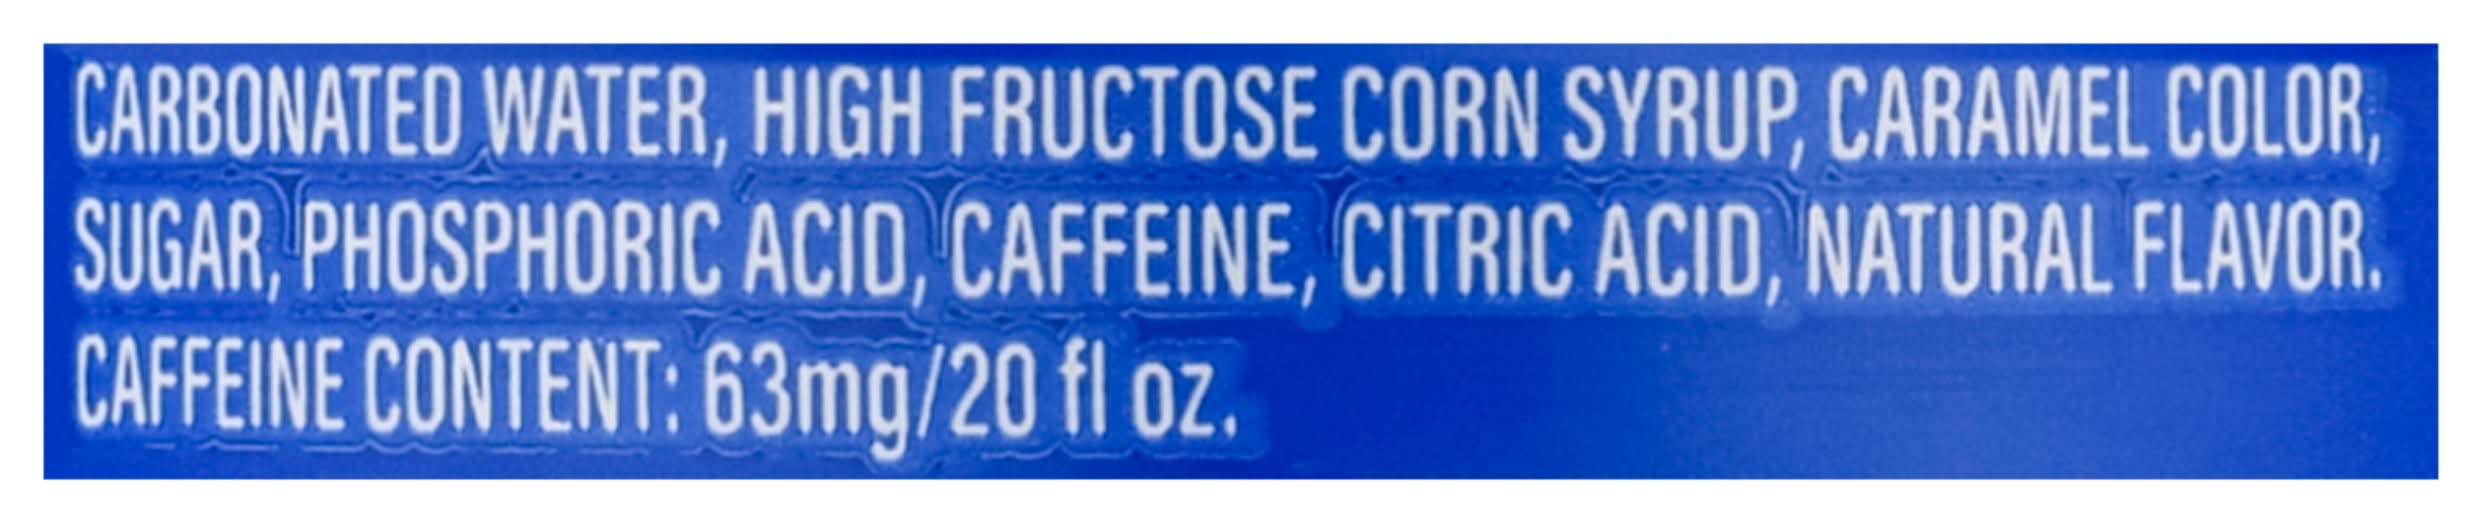 CARBONATED WATER, HIGH FRUCTOSE CORN SYRUP, CARAMEL COLOR,
SUGAR, PHOSPHORIC ACID, CAFFEINE, CITRIC ACID, NATURAL FLAVOR.
CAFFEINE CONTENT: 63mg/20 fl oz.